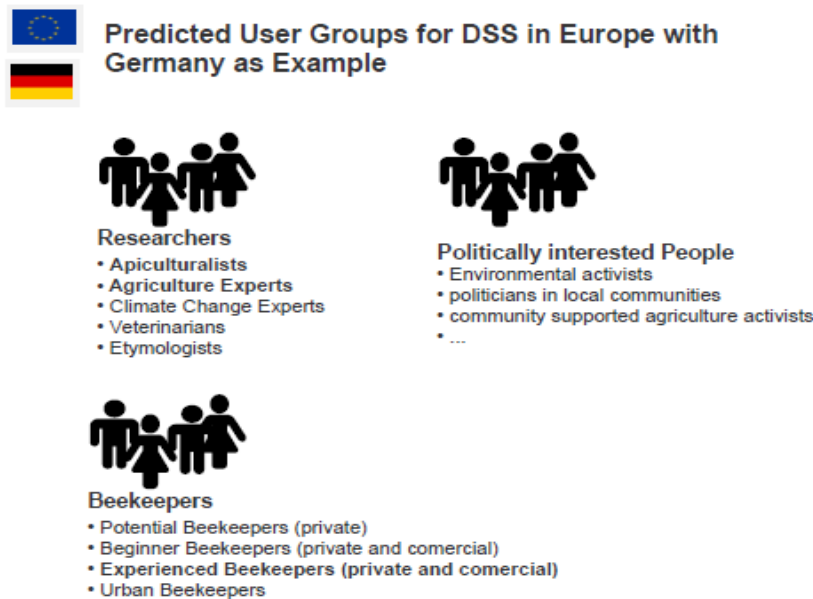 Predicted User Groups for DSS in Europe with
Germany as Example
Researchers
• Apiculturalists
• Agriculture Experts
• Climate Change Experts
• Veterinarians
• Etymologists
Politically interested People
• Environmental activists
• politicians in local communities
• community supported agriculture activists
• ...
Beekeepers
• Potential Beekeepers (private)
• Beginner Beekeepers (private and comercial)
• Experienced Beekeepers (private and comercial)
• Urban Beekeepers